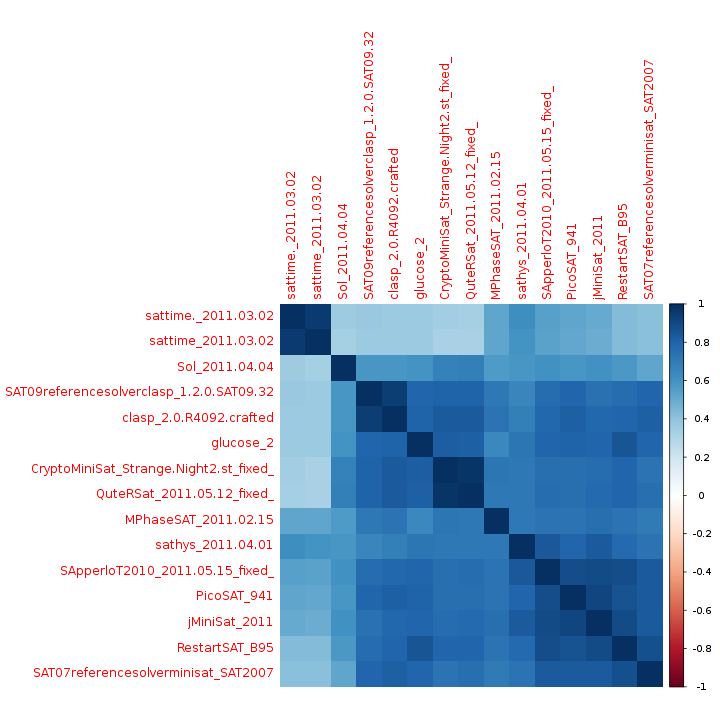 sattime._2011.03.02
sattime_2011.03.02
Sol_2011.04.04
SAT09referencesolverclasp_1.2.0.SAT09.32
clasp_2.0.R4092.crafted
glucose_2
CryptoMiniSat_Strange.Night2.st_fixed_
QuteRSat_2011.05.12_fixed_
MPhaseSAT_2011.02.15
sathys_2011.04.01
SApperloT2010_2011.05.15_fixed_
PicoSAT_941
jMiniSat_2011
RestartSAT_B95
SAT07referencesolverminisat_SAT2007
sattime._2011.03.02
sattime_2011.03.02
Sol_2011.04.04
SAT09referencesolverclasp_1.2.0.SAT09.32
clasp_2.0.R4092.crafted
glucose_2
CryptoMiniSat_Strange.Night2.st_fixed_
QuteRSat_2011.05.12_fixed_
MPhaseSAT_2011.02.15
sathys_2011.04.01
SApperloT2010_2011.05.15_fixed_
PicoSAT_941
jMiniSat_2011
RestartSAT_B95
SAT07referencesolverminisat_SAT2007
1
0.8
0.6
0.4
0.2
0
-0.2
-0.4
-0.6
-0.8
-1